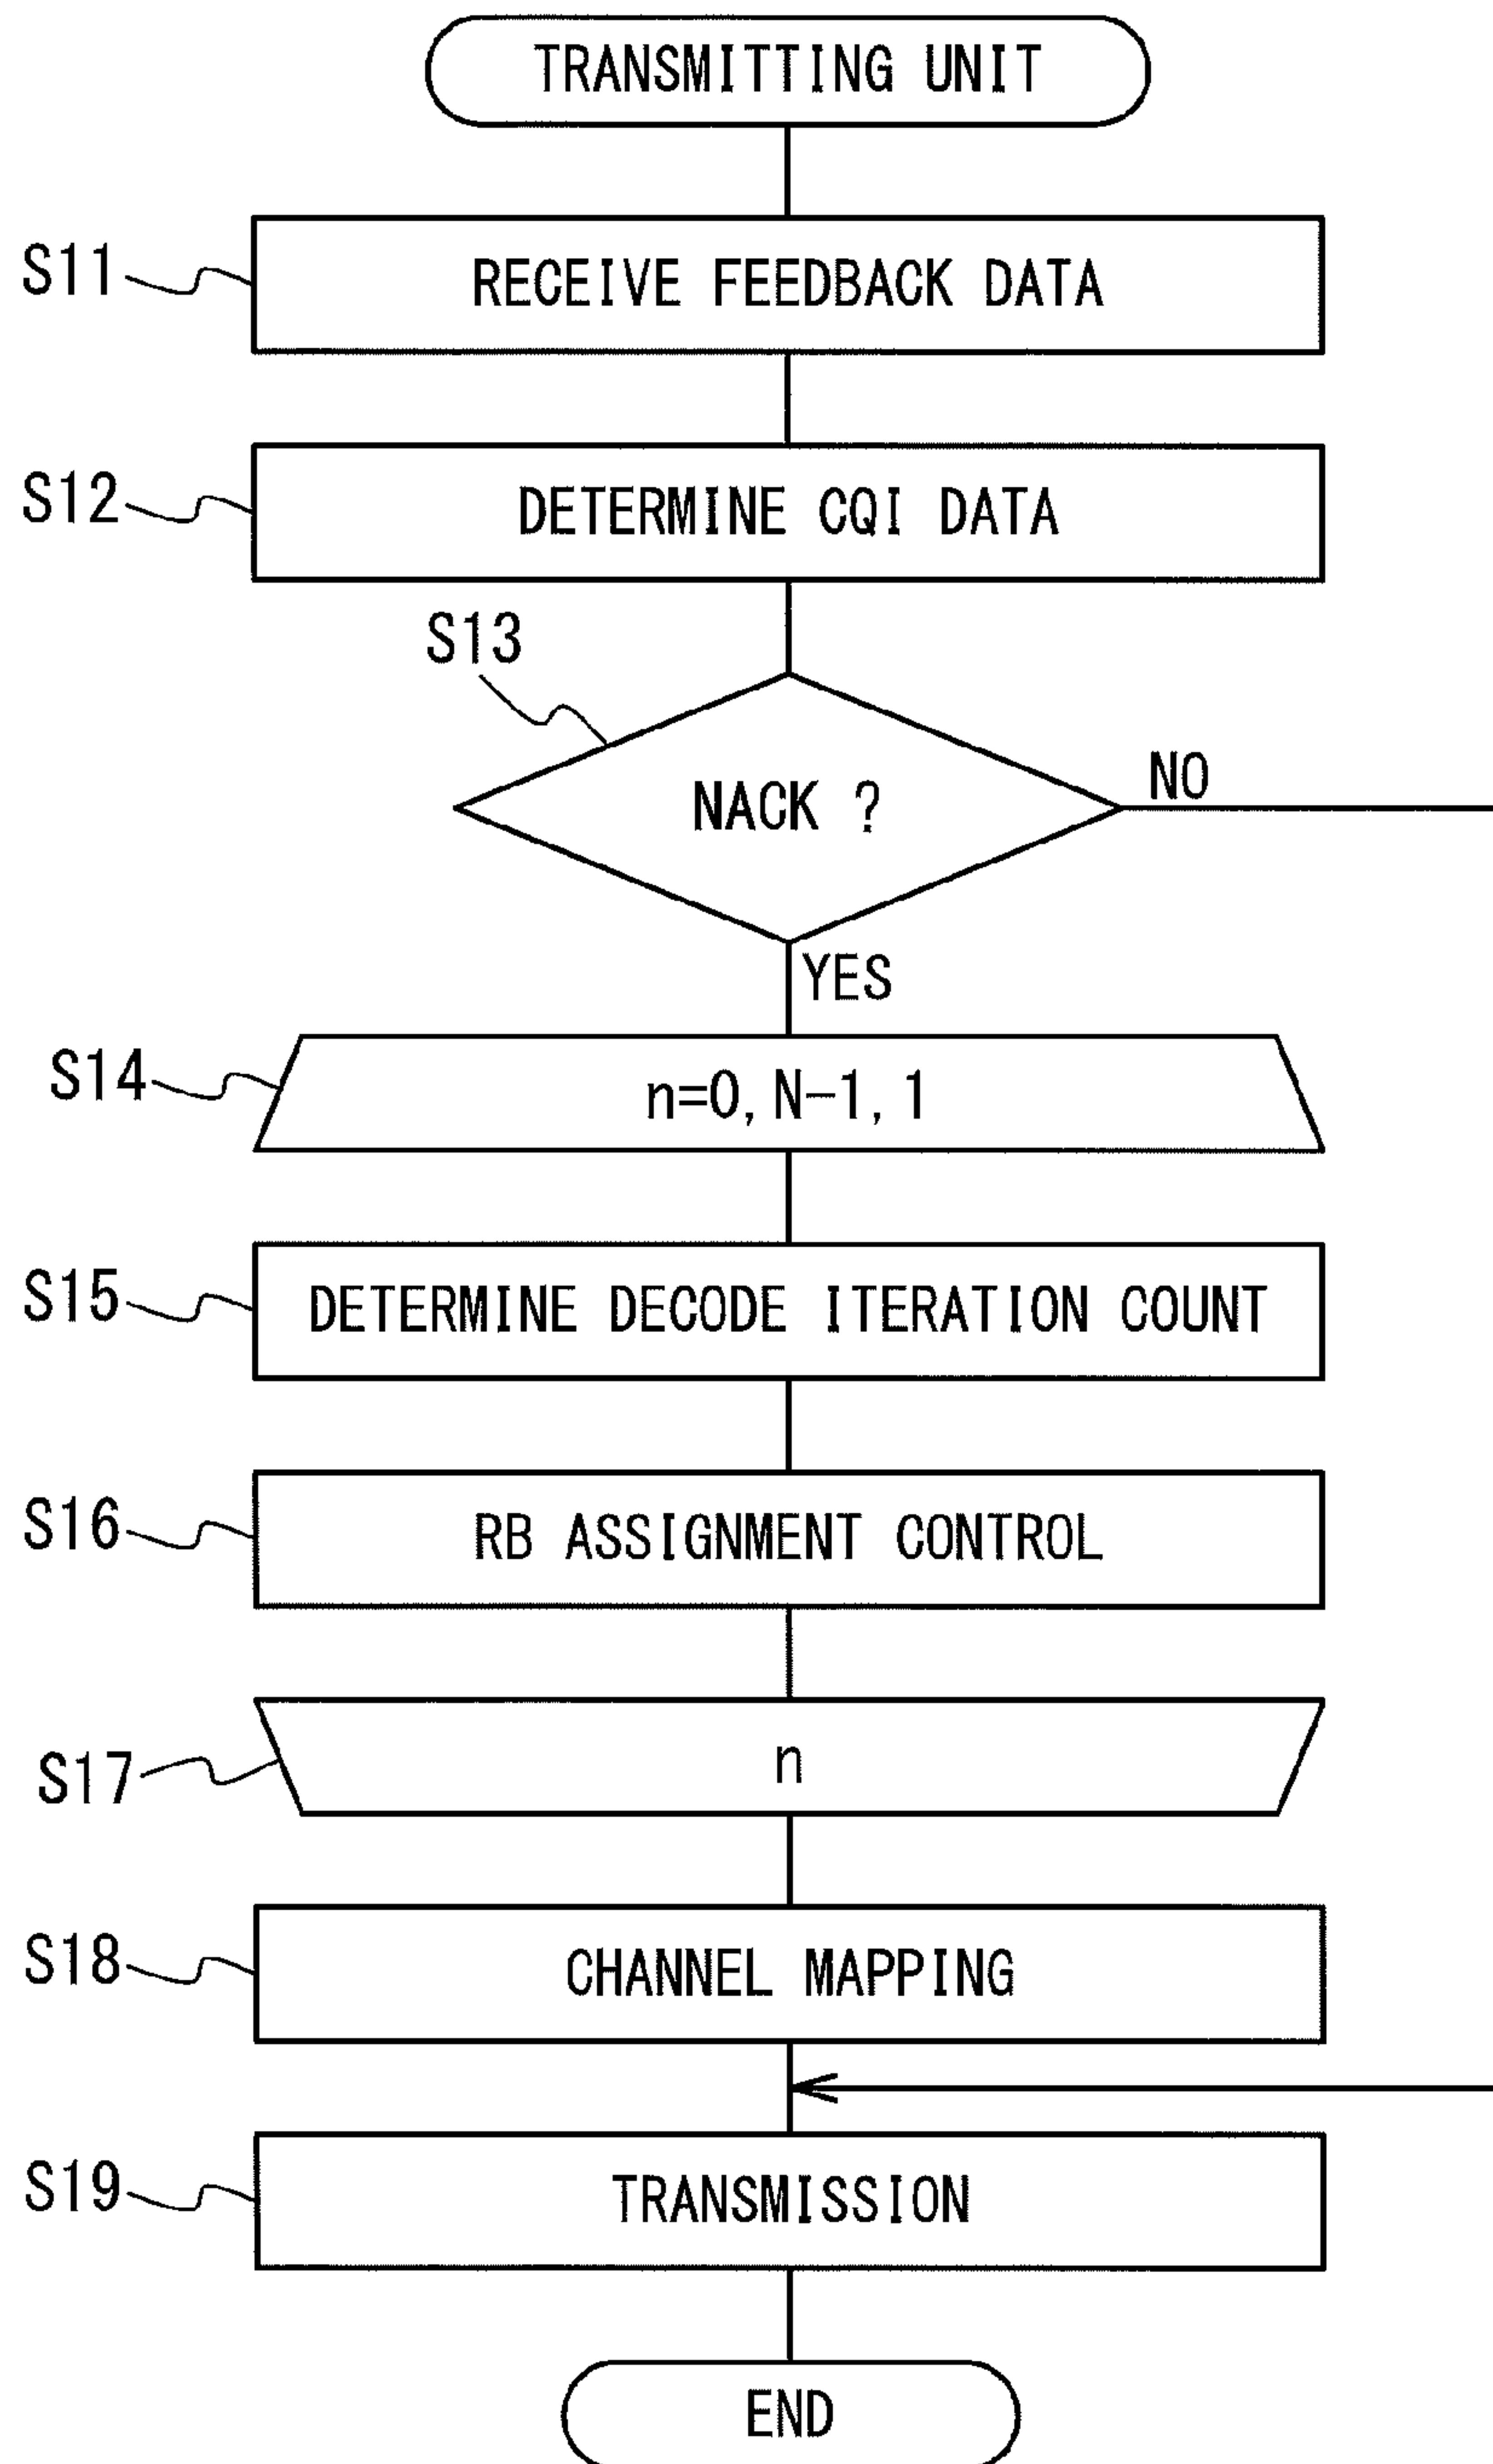 TRANSMITTING UNIT
S11
RECEIVE FEEDBACK DATA
S12
DETERMINE CQI DATA
S13
NACK ?
NO
YES
S14
n=0, N-1, 1
S15
DETERMINE DECODE ITERATION COUNT
S16
RB ASSIGNMENT CONTROL
S17
n
S18
CHANNEL MAPPING
S19
TRANSMISSION
END